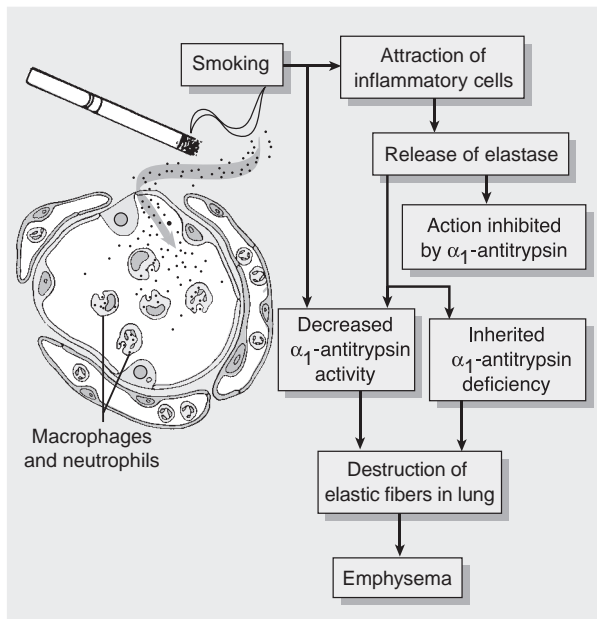 Smoking
Attraction of
inflammatory cells
Release of elastase
Action inhibited
by α1-antitrypsin
Decreased
α1-antitrypsin
activity
Inherited
α1-antitrypsin
deficiency
Macrophages
and neutrophils
Destruction of
elastic fibers in lung
Emphysema